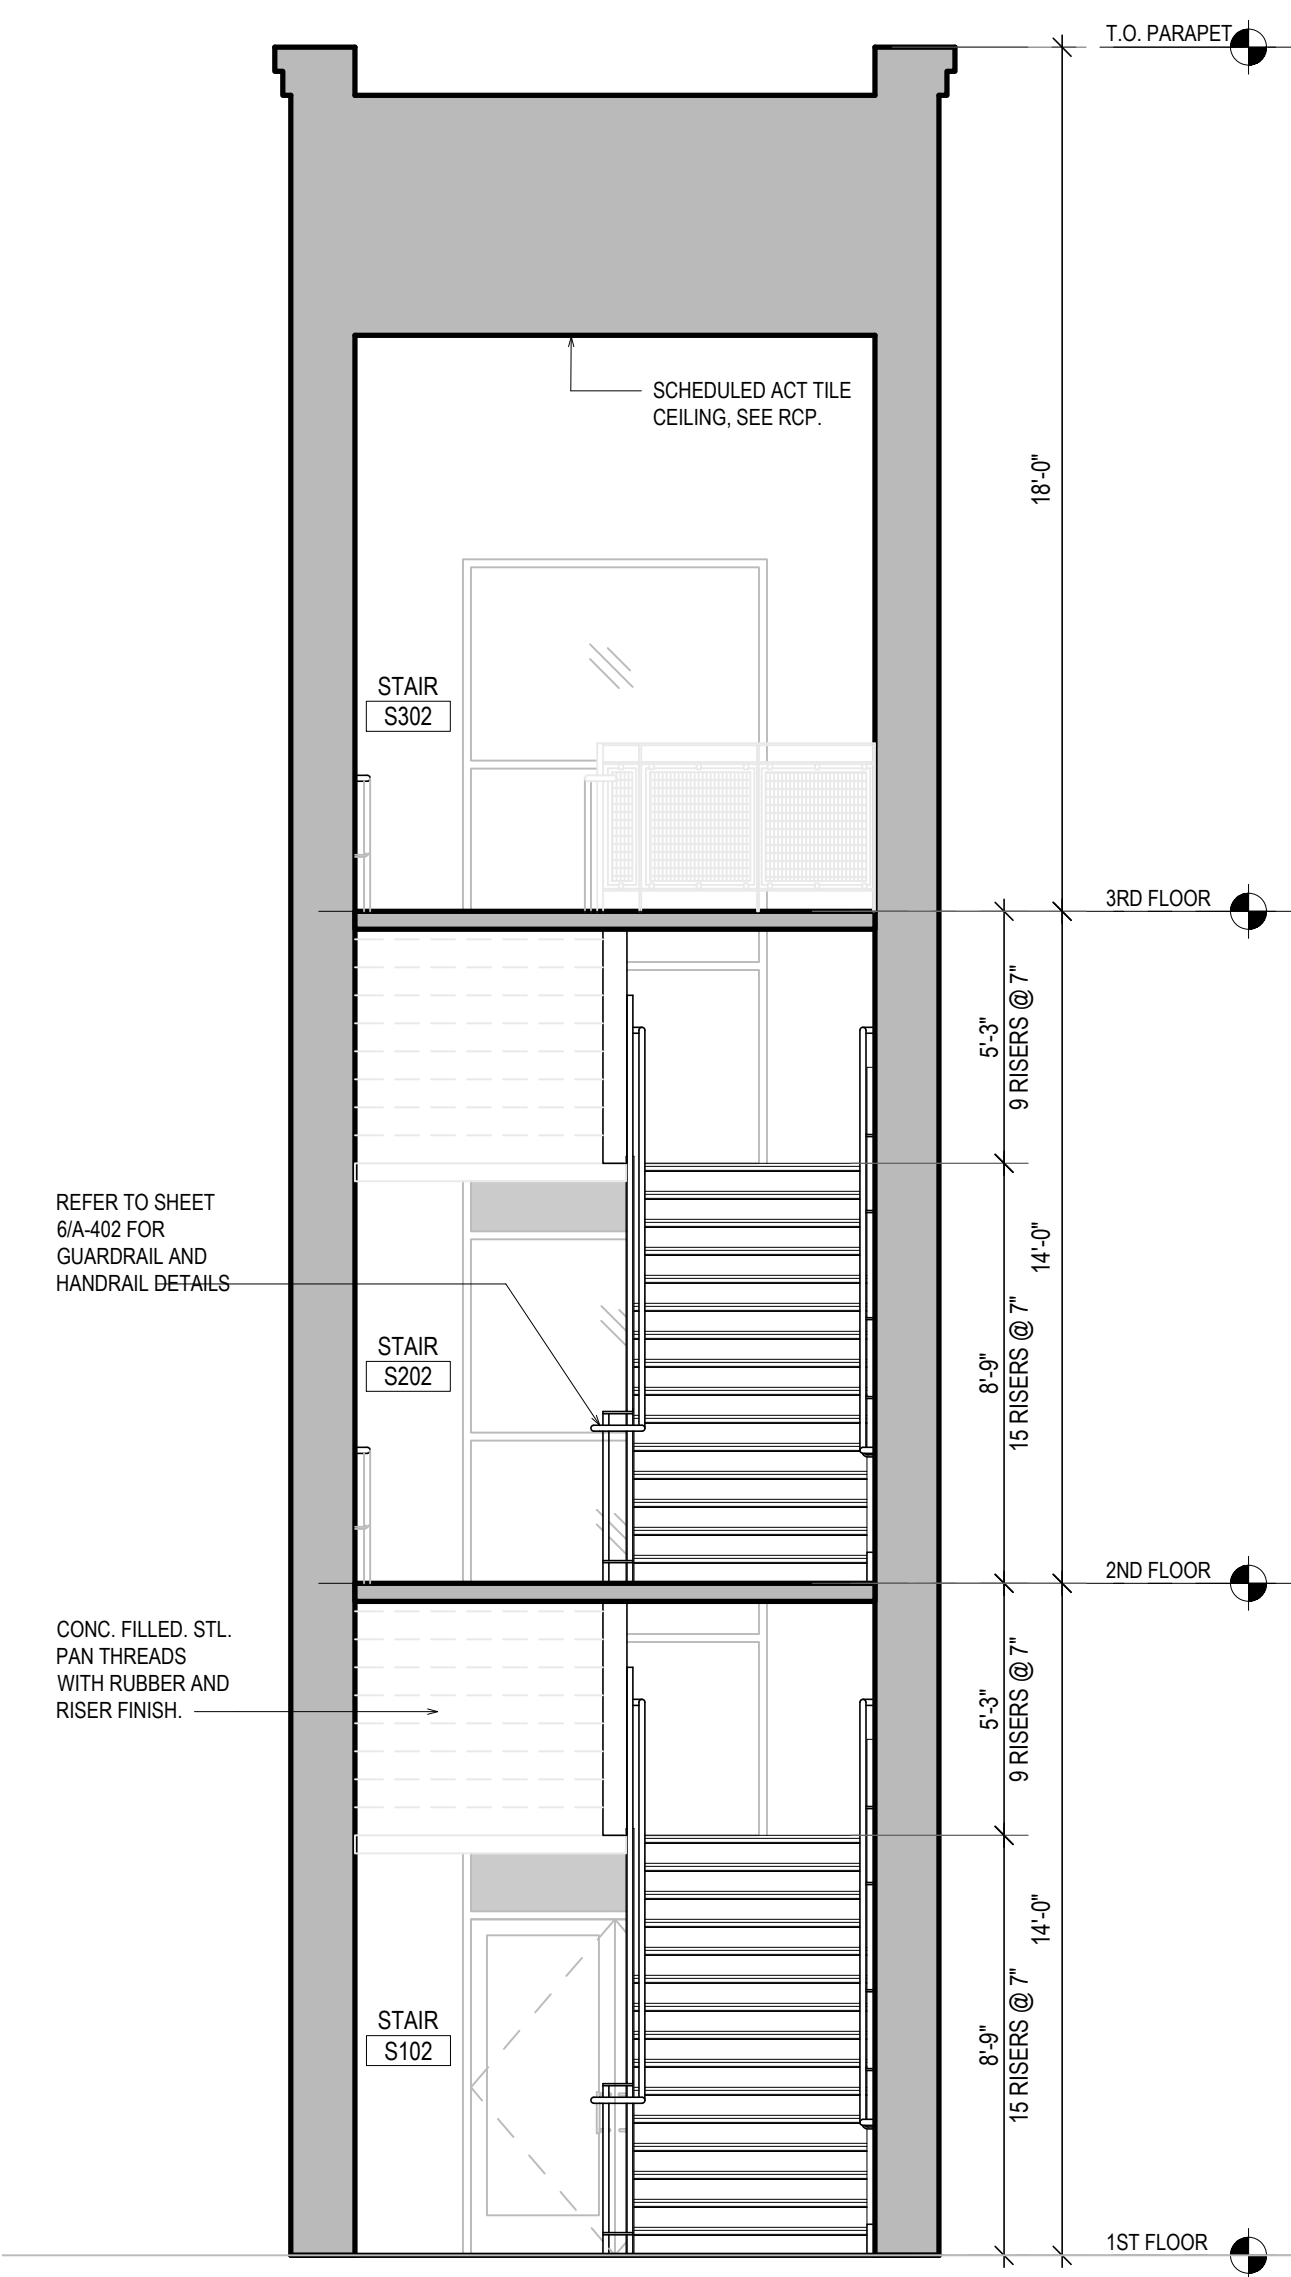 T.O. PARAPET
SCHEDULED ACT TILE
CEILING, SEE RCP.
18'-0"
STAIR
S302
3RD FLOOR
5'-3"
9 RISERS @ 7"
REFER TO SHEET
6/A-402 FOR
GUARDRAIL AND
HANDRAIL DETAILS
14'-0"
STAIR
S202
8'-9"
15 RISERS @ 7"
2ND FLOOR
CONC. FILLED. STL.
PAN THREADS
WITH RUBBER AND
RISER FINISH.
5'-3"
9 RISERS @ 7"
14'-0"
STAIR
S102
8'-9"
15 RISERS @ 7"
1ST FLOOR